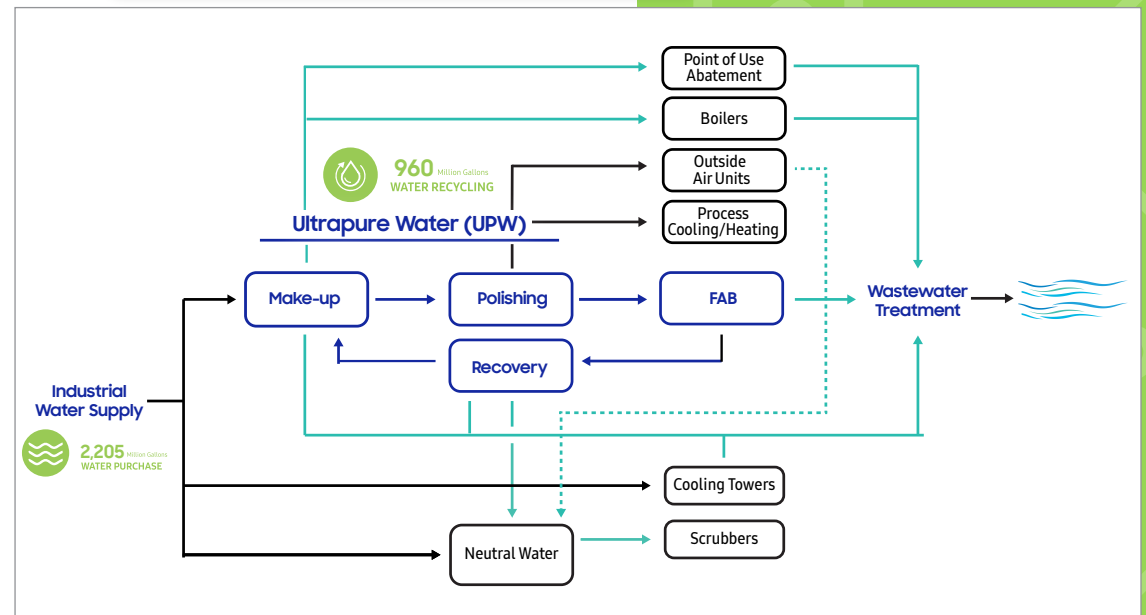 Point of Use
Abatement
Boilers
960 Million Gallons
WATER RECYCLING
Outside
Air Units
Ultrapure Water (UPW)
Process
Cooling/Heating
Make-up
Polishing
FAB
Wastewater
Treatment
Recovery
Industrial
Water Supply
2,205 Million Gallons
WATER PURCHASE
Cooling Towers
Neutral Water
Scrubbers